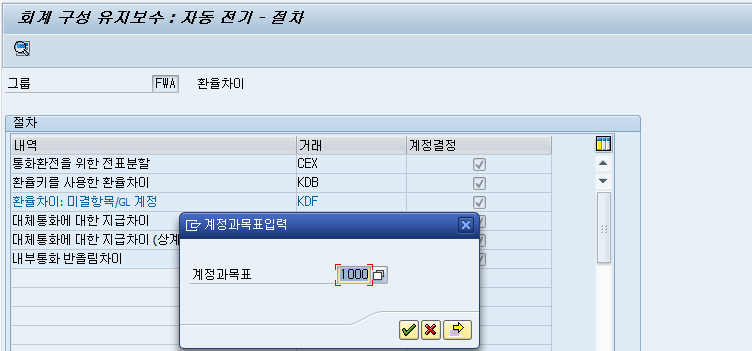 회계 구성 유지보수 : 자동 전기 - 절차
그룹 FWA 환율차이
절차
내역 거래 계정결정
통화환전을 위한 전표분할 CEX
환율키를 사용한 환율차이 KDB
환율차이: 미결항목/GL 계정 KDF
대체통화에 대한 지급차이
대체통화에 대한 지급차이 (상계
내부통화 반올림차이
계정과목표입력
계정과목표 1000